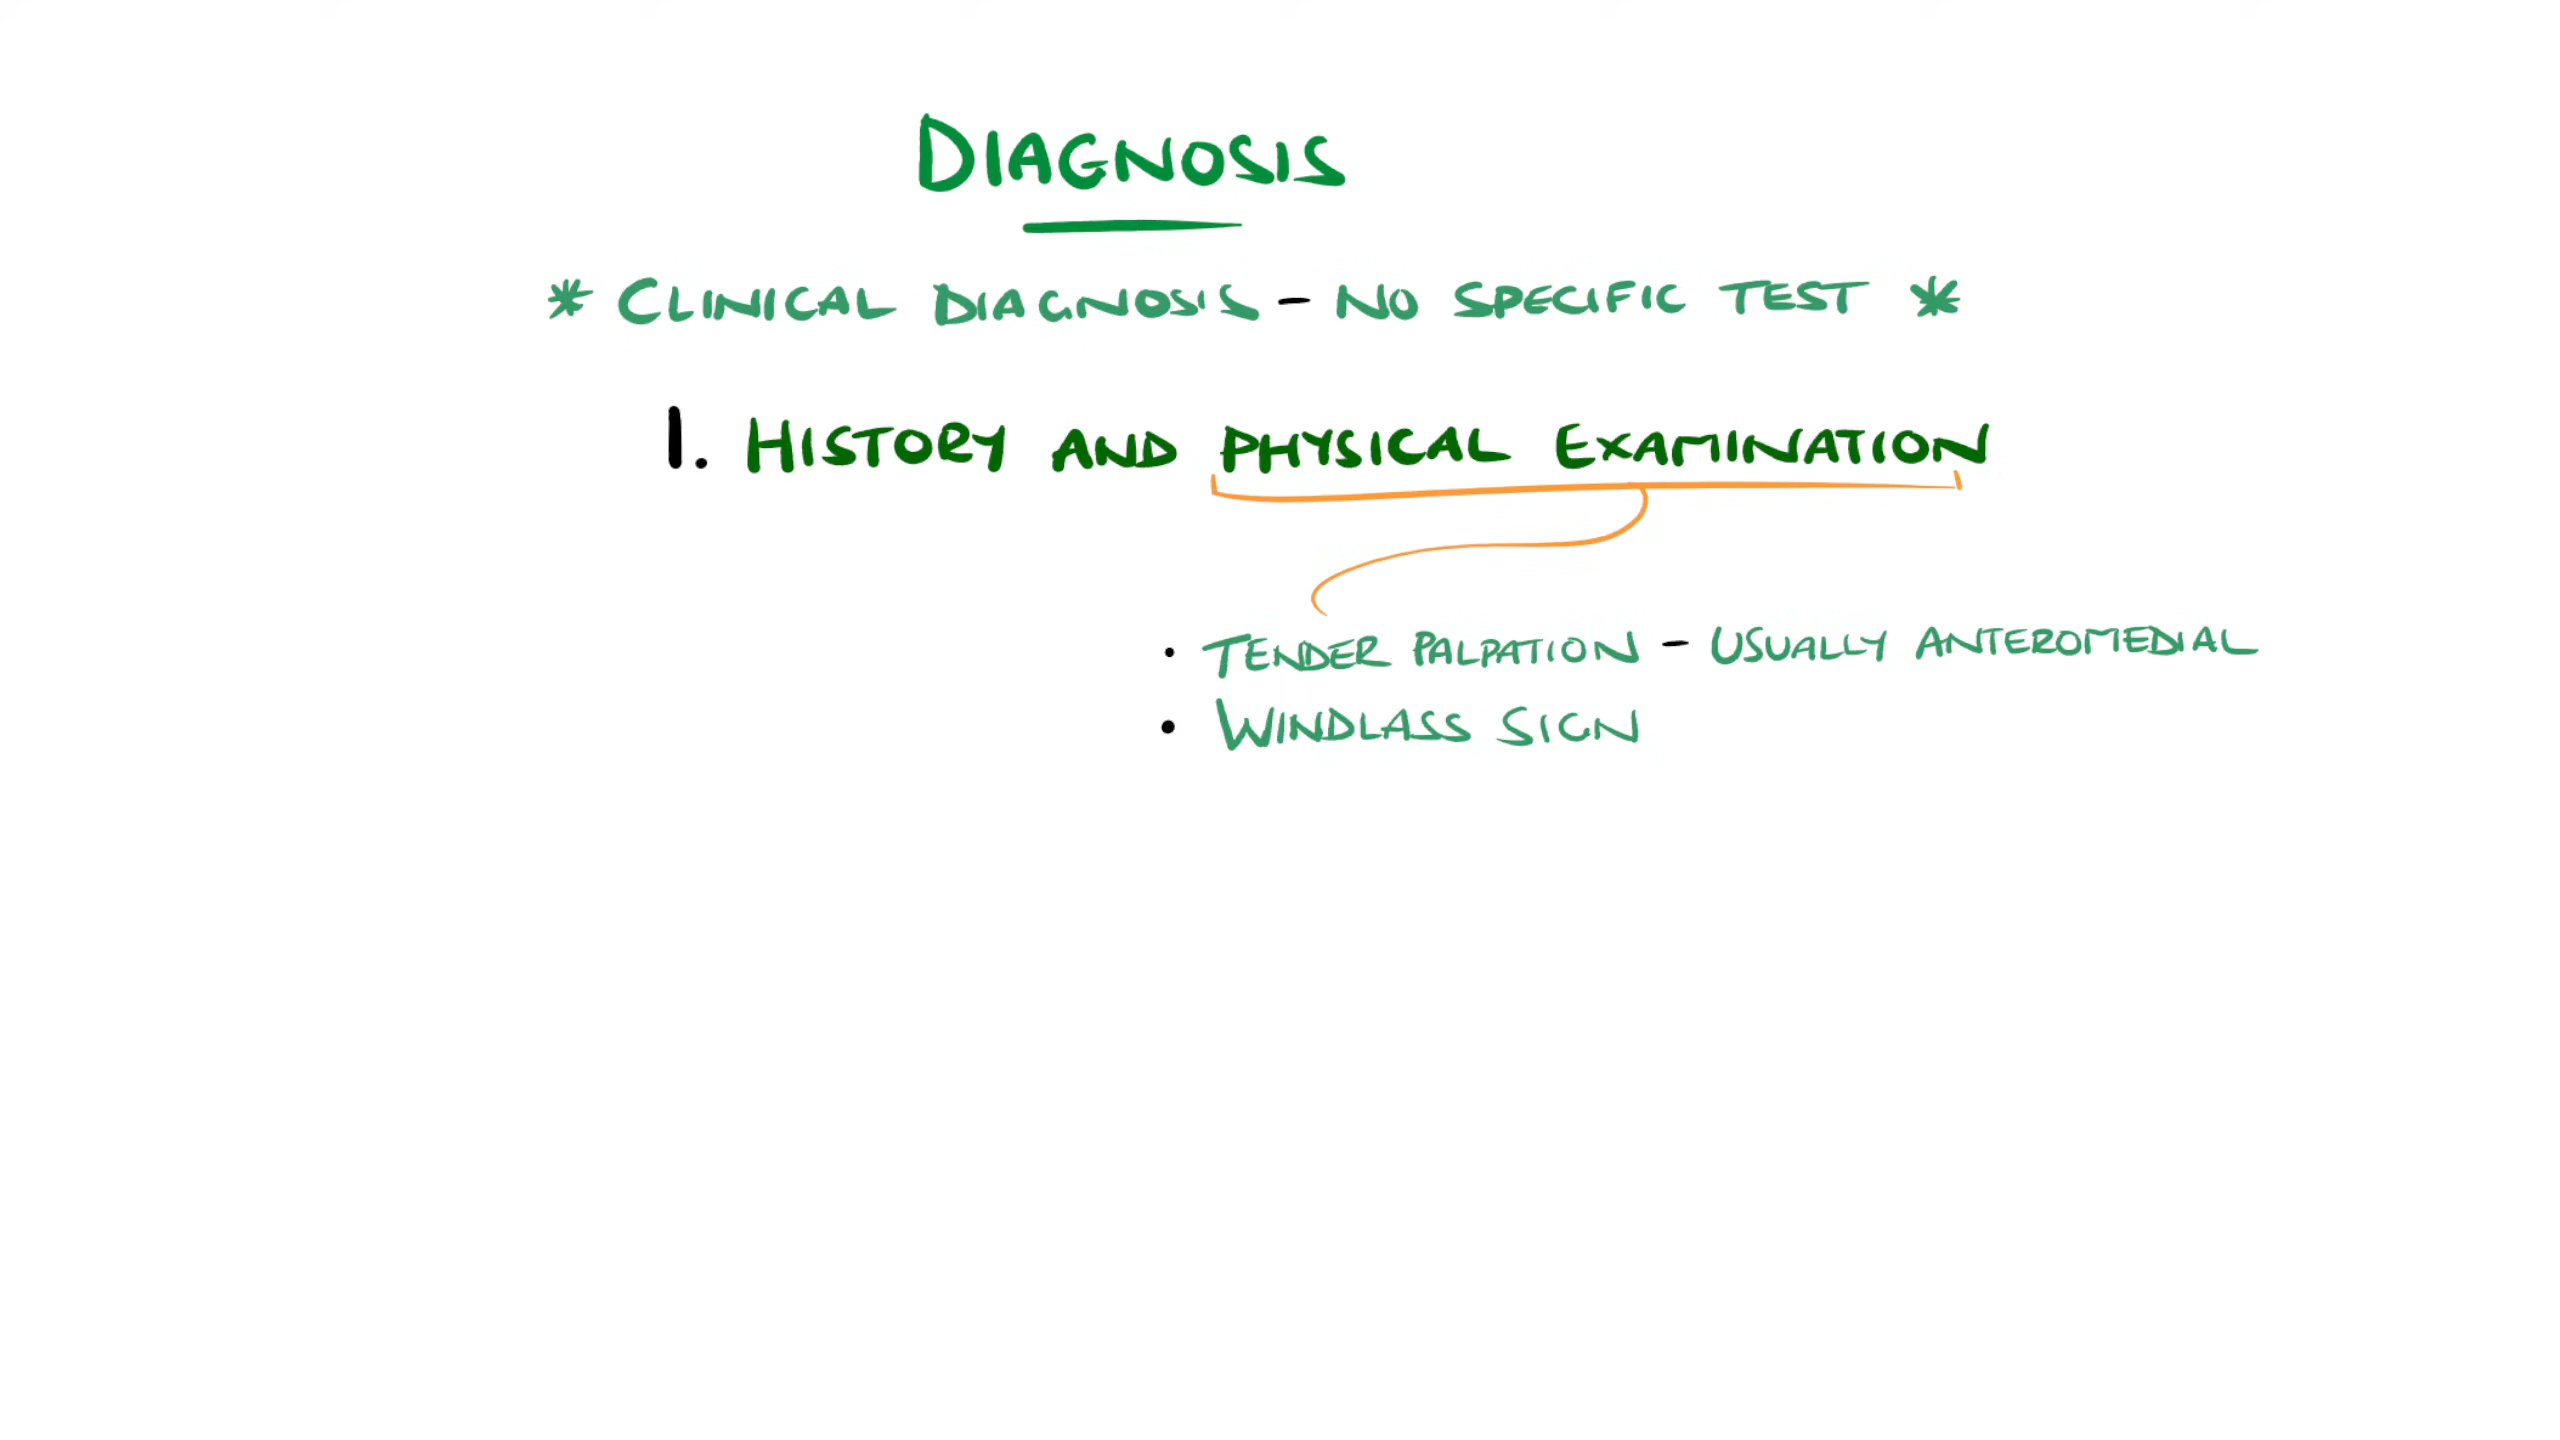 DIAGNOSIS
* CLINICAL DIAGNOSIS - NO SPECIFIC TEST *
1. HISTORY AND PHYSICAL EXAMINATION
• TENDER PALPATION - USUALLY ANTEROMEDIAL
• WINDLASS SIGN